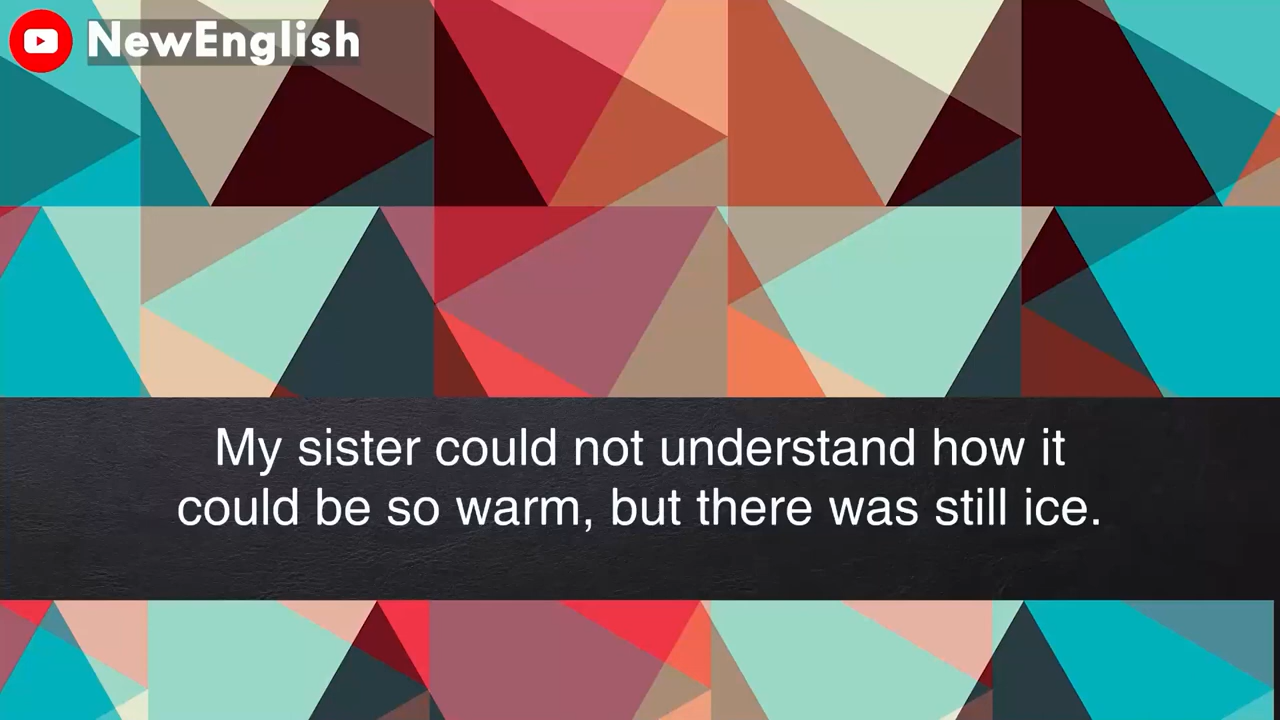 NewEnglish
My sister could not understand how it
could be so warm, but there was still ice.